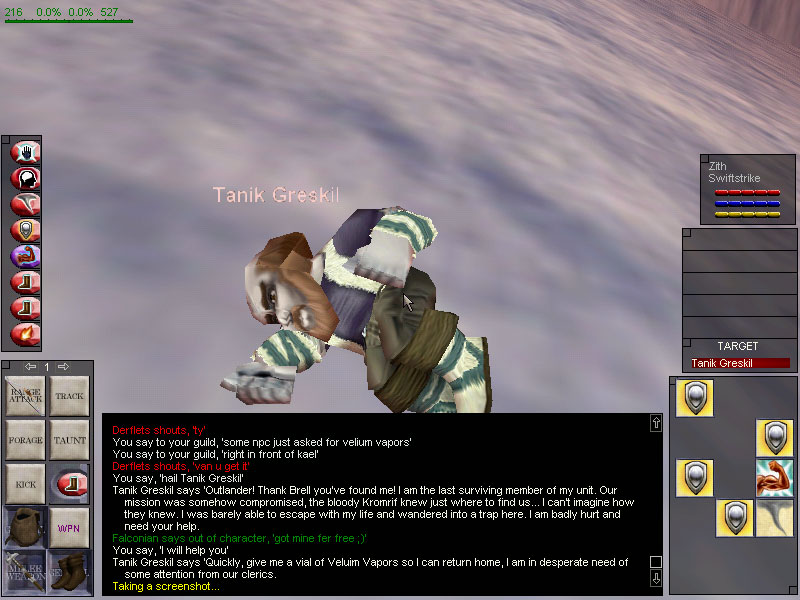 216 0.0% 0.0% 527
Tanik Greskil
Zith
Swiftstrike
TARGET
Tanik Greskil
1
RANGE ATTACK
TRACK
FORAGE
TAUNT
KICK
WPN
MELEE WEAPON
Derflets shouts, 'ty'
You say to your guild, 'some npc just asked for velium vapors'
You say to your guild, 'right in front of kael'
Derflets shouts, 'van u get it'
You say, 'hail Tanik Greskil'
Tanik Greskil says 'Outlander! Thank Brell you've found me! I am the last surviving member of my unit. Our
mission was somehow compromised, the bloody Kromrif knew just where to find us... I can't imagine how
they knew. I was barely able to escape with my life and wandered into a trap here. I am badly hurt and
need your help.
Falconian says out of character, 'got mine fer free ;)'
You say, 'I will help you'
Tanik Greskil says 'Quickly, give me a vial of Veluim Vapors so I can return home, I am in desperate need of
some attention from our clerics.
Taking a screenshot...